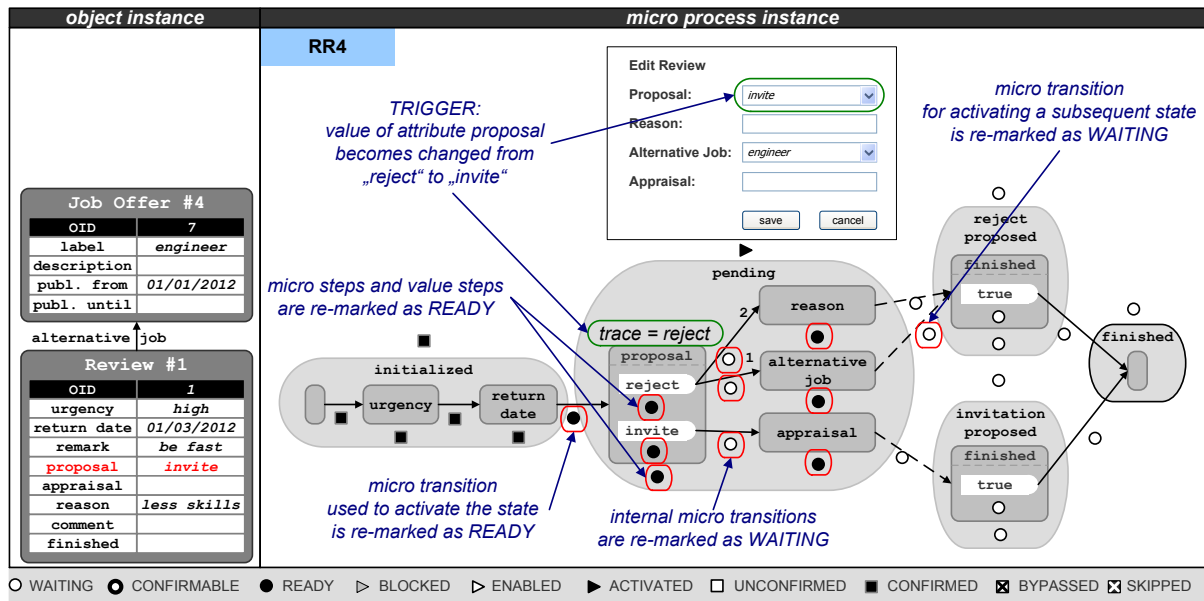 object instance
micro process instance
RR4
TRIGGER:
value of attribute proposal
becomes changed from
„reject“ to „invite“
Edit Review
Proposal:
invite
Reason:
Alternative Job:
engineer
Appraisal:
save
cancel
micro transition
for activating a subsequent state
is re-marked as WAITING
Job Offer #4
OID 7
label engineer
description
publ. from 01/01/2012
publ. until
alternative job
Review #1
OID 1
urgency high
return date 01/03/2012
remark be fast
proposal invite
appraisal
reason less skills
comment
finished
micro steps and value steps
are re-marked as READY
initialized
urgency
return
date
pending
trace = reject
proposal
reject
invite
2
1
reason
alternative
job
appraisal
reject
proposed
finished
true
invitation
proposed
finished
true
finished
micro transition
used to activate the state
is re-marked as READY
internal micro transitions
are re-marked as WAITING
WAITING CONFIRMABLE READY BLOCKED ENABLED ACTIVATED UNCONFIRMED CONFIRMED BYPASSED SKIPPED